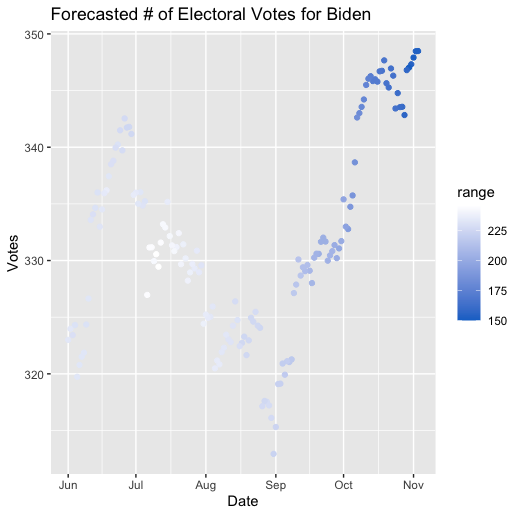 Forecasted # of Electoral Votes for Biden
350
340
330
320
Votes
Jun Jul Aug Sep Oct Nov
Date
range
225
200
175
150